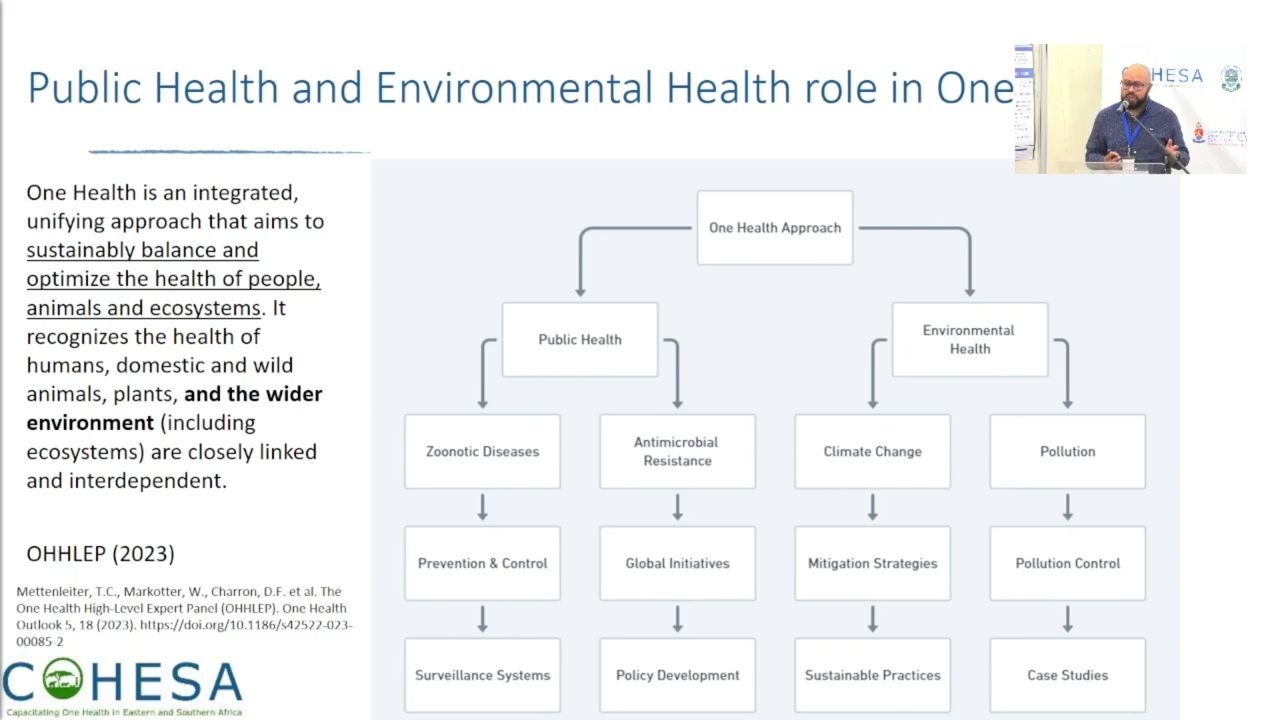 Public Health and Environmental Health role in One
HESA
One Health is an integrated,
unifying approach that aims to
sustainably balance and
optimize the health of people,
animals and ecosystems. It
recognizes the health of
humans, domestic and wild
animals, plants, and the wider
environment (including
ecosystems) are closely linked
and interdependent.
OHHLEP (2023)
Mettenleiter, T.C., Markotter, W., Charron, D.F. et al. The
One Health High-Level Expert Panel (OHHLEP). One Health
Outlook 5, 18 (2023). https://doi.org/10.1186/s42522-023-
00085-2
COHESA
Capacitating One Health in Eastern and Southern Africa
One Health Approach
Public Health
Environmental
Health
Zoonotic Diseases
Antimicrobial
Resistance
Climate Change
Pollution
Prevention & Control
Global Initiatives
Mitigation Strategies
Pollution Control
Surveillance Systems
Policy Development
Sustainable Practices
Case Studies